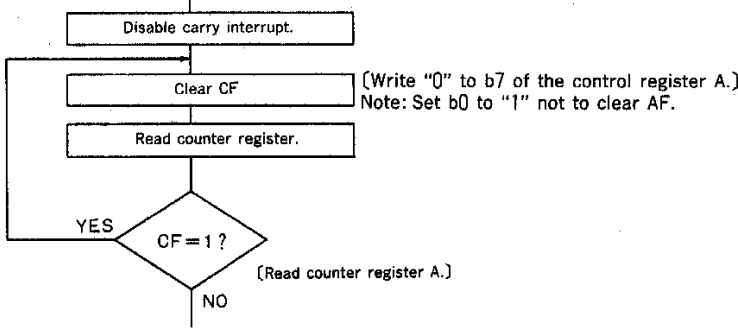 Disable carry interrupt.
Clear CF
(Write "0" to b7 of the control register A.)
Note: Set b0 to "1" not to clear AF.
Read counter register.
YES
CF=1?
(Read counter register A.)
NO